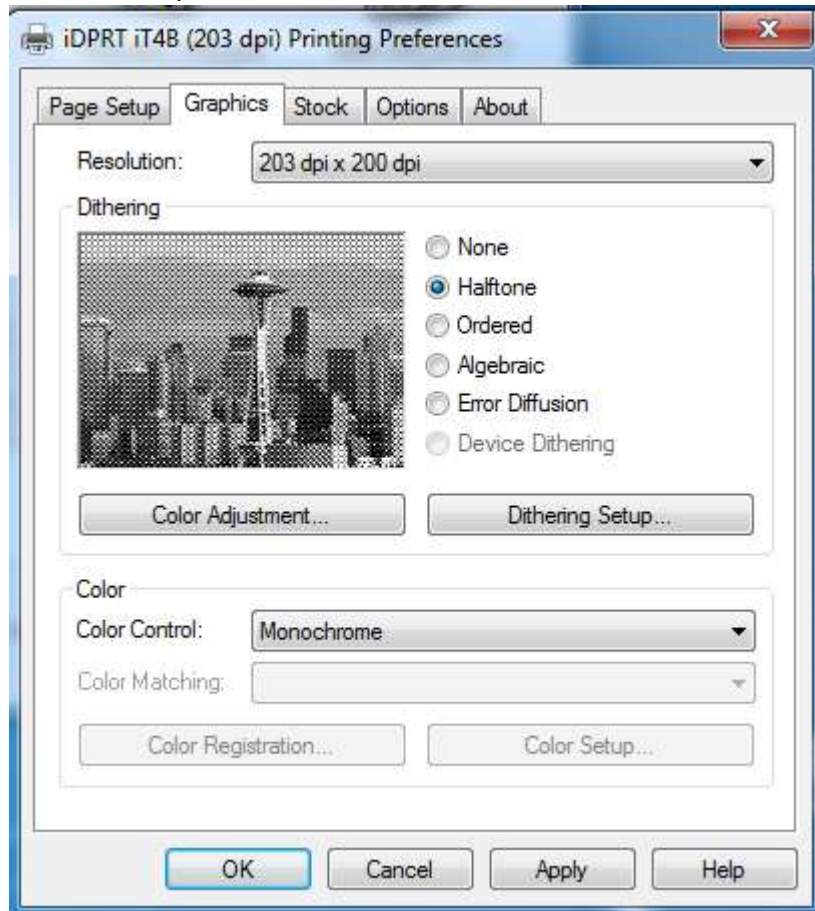 iDPRT iT4B (203 dpi) Printing Preferences
Page Setup Graphics Stock Options About
Resolution: 203 dpi x 200 dpi
Dithering
None
Halftone
Ordered
Algebraic
Error Diffusion
Device Dithering
Color Adjustment... Dithering Setup...
Color
Color Control: Monochrome
Color Matching:
Color Registration... Color Setup...
OK Cancel Apply Help